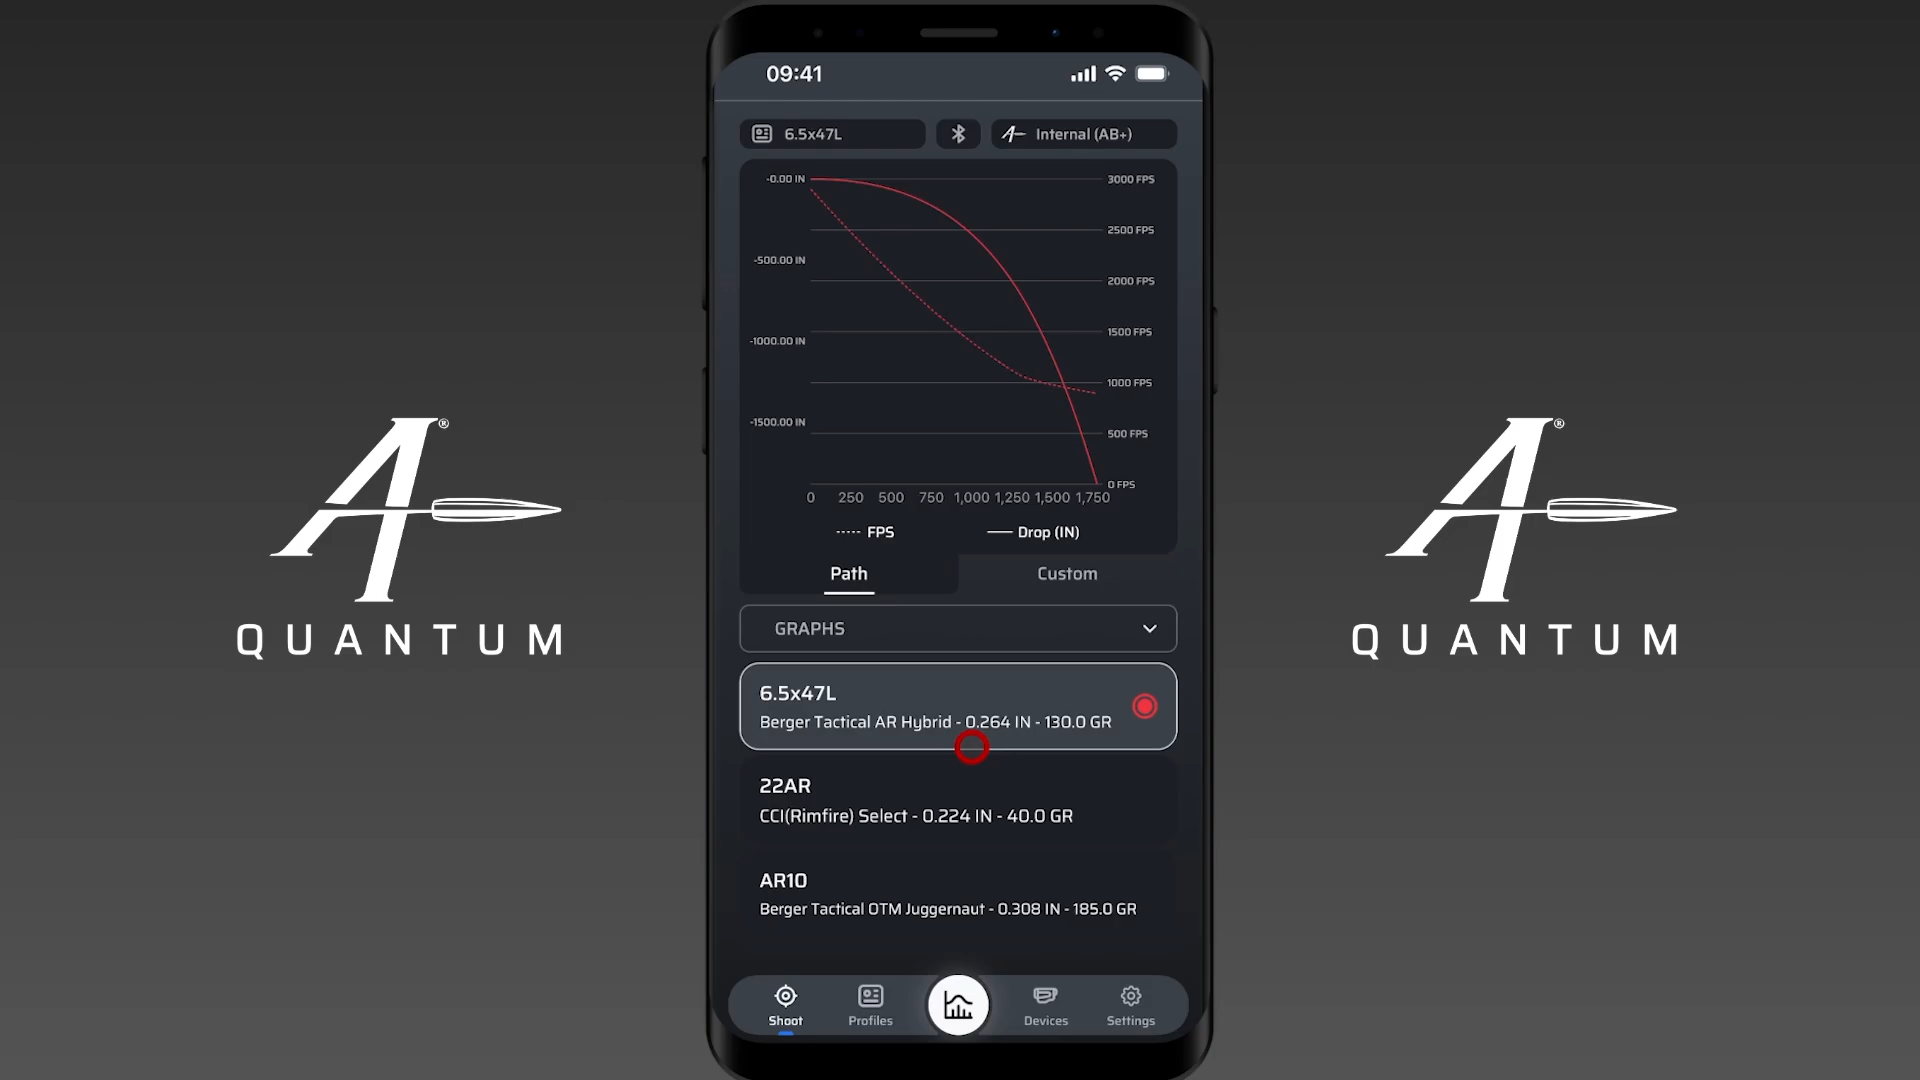 09:41
6.5x47L
Internal (AB+)
-0.00 IN
3000 FPS
2500 FPS
-500.00 IN
2000 FPS
1500 FPS
-1000.00 IN
1000 FPS
-1500.00 IN
500 FPS
0 FPS
0 250 500 750 1,000 1,250 1,500 1,750
FPS
Drop (IN)
Path
Custom
GRAPHS
6.5x47L
Berger Tactical AR Hybrid - 0.264 IN - 130.0 GR
22AR
CCI(Rimfire) Select - 0.224 IN - 40.0 GR
AR10
Berger Tactical OTM Juggernaut - 0.308 IN - 185.0 GR
Shoot
Profiles
Devices
Settings
A®
QUANTUM
A®
QUANTUM